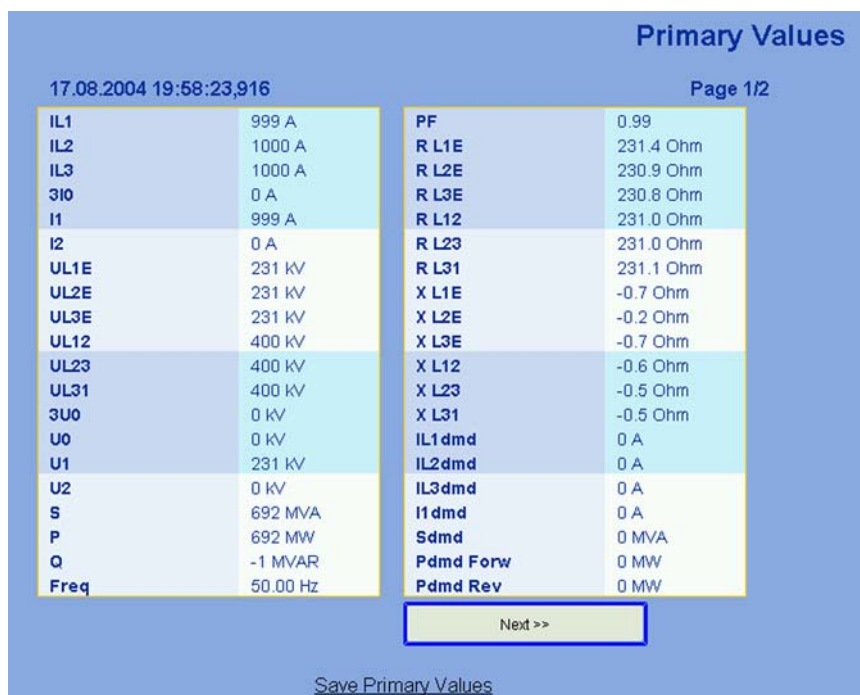 Primary Values
17.08.2004 19:58:23,916
Page 1/2
IL1 999 A
IL2 1000 A
IL3 1000 A
3I0 0 A
I1 999 A
I2 0 A
UL1E 231 kV
UL2E 231 kV
UL3E 231 kV
UL12 400 kV
UL23 400 kV
UL31 400 kV
3U0 0 kV
U0 0 kV
U1 231 kV
U2 0 kV
S 692 MVA
P 692 MW
Q -1 MVAR
Freq 50.00 Hz
PF 0.99
R L1E 231.4 Ohm
R L2E 230.9 Ohm
R L3E 230.8 Ohm
R L12 231.0 Ohm
R L23 231.0 Ohm
R L31 231.1 Ohm
X L1E -0.7 Ohm
X L2E -0.2 Ohm
X L3E -0.7 Ohm
X L12 -0.6 Ohm
X L23 -0.5 Ohm
X L31 -0.5 Ohm
IL1dmd 0 A
IL2dmd 0 A
IL3dmd 0 A
I1dmd 0 A
Sdmd 0 MVA
Pdmd Forw 0 MW
Pdmd Rev 0 MW
Next >>
Save Primary Values